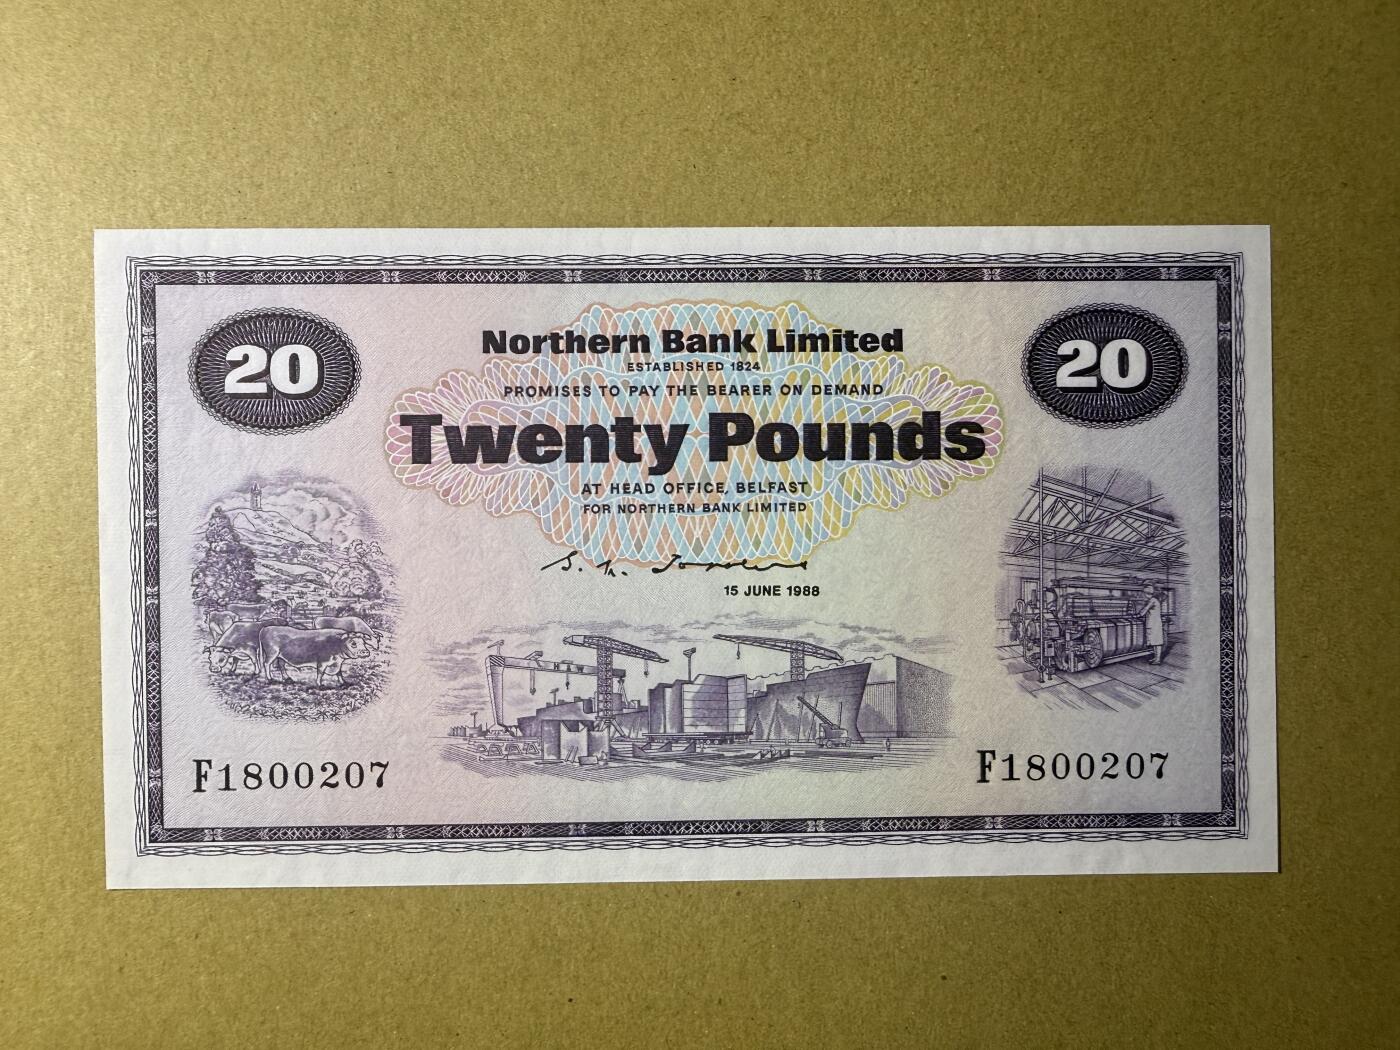 20
20
Northern Bank Limited
ESTABLISHED 1824
PROMISES TO PAY THE BEARER ON DEMAND
Twenty Pounds
AT HEAD OFFICE, BELFAST
FOR NORTHERN BANK LIMITED
15 JUNE 1988
F1800207
F1800207